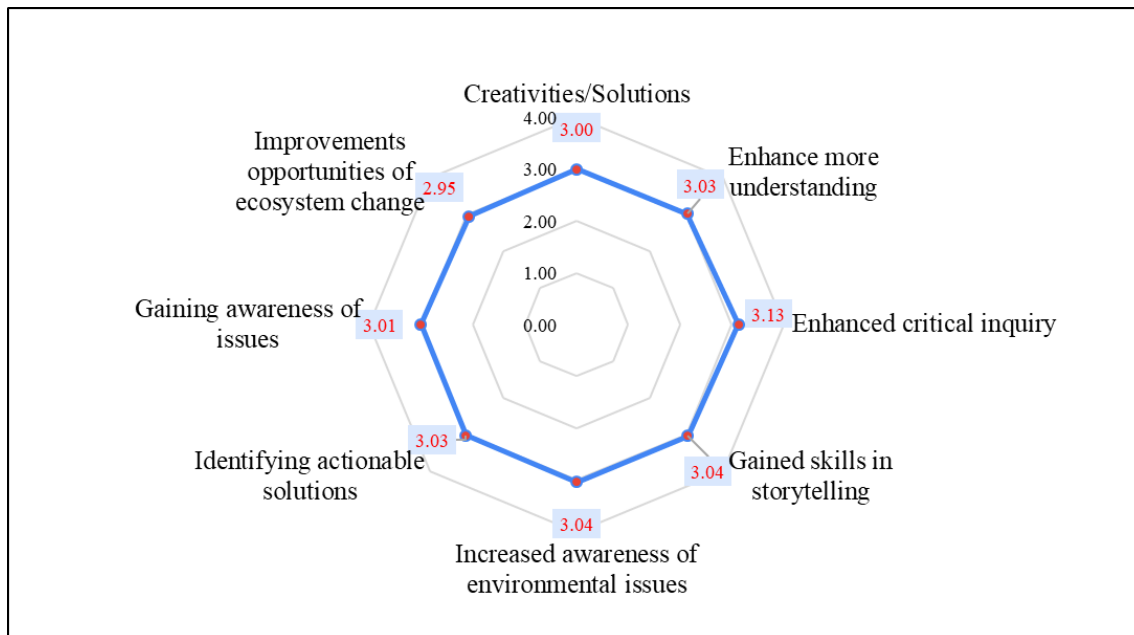 Creativities/Solutions
4.00
3.00
Improvements
opportunities of
ecosystem change
2.95
Enhance more
understanding
3.03
3.00
2.00
1.00
0.00
Gaining awareness of
issues
3.01
3.13
Enhanced critical inquiry
Identifying actionable
solutions
3.03
Gained skills in
storytelling
3.04
3.04
Increased awareness of
environmental issues